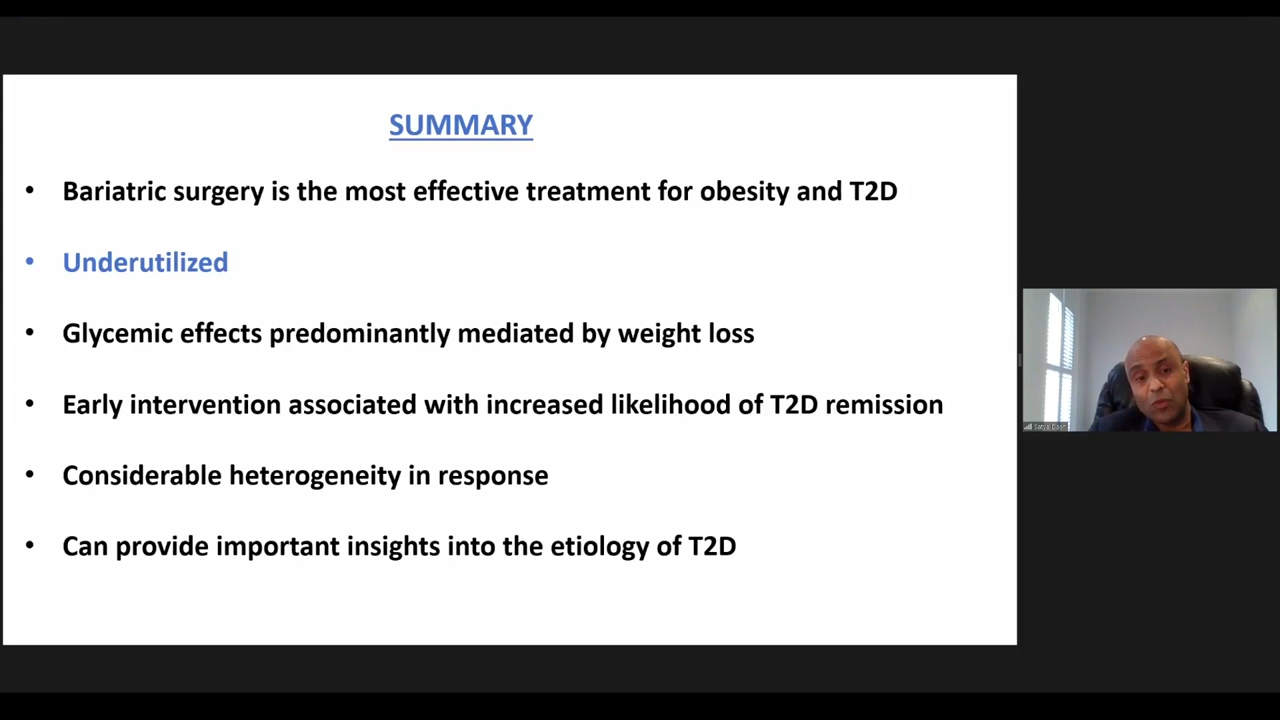 SUMMARY
• Bariatric surgery is the most effective treatment for obesity and T2D
• Underutilized
• Glycemic effects predominantly mediated by weight loss
• Early intervention associated with increased likelihood of T2D remission
• Considerable heterogeneity in response
• Can provide important insights into the etiology of T2D
Satya Dash